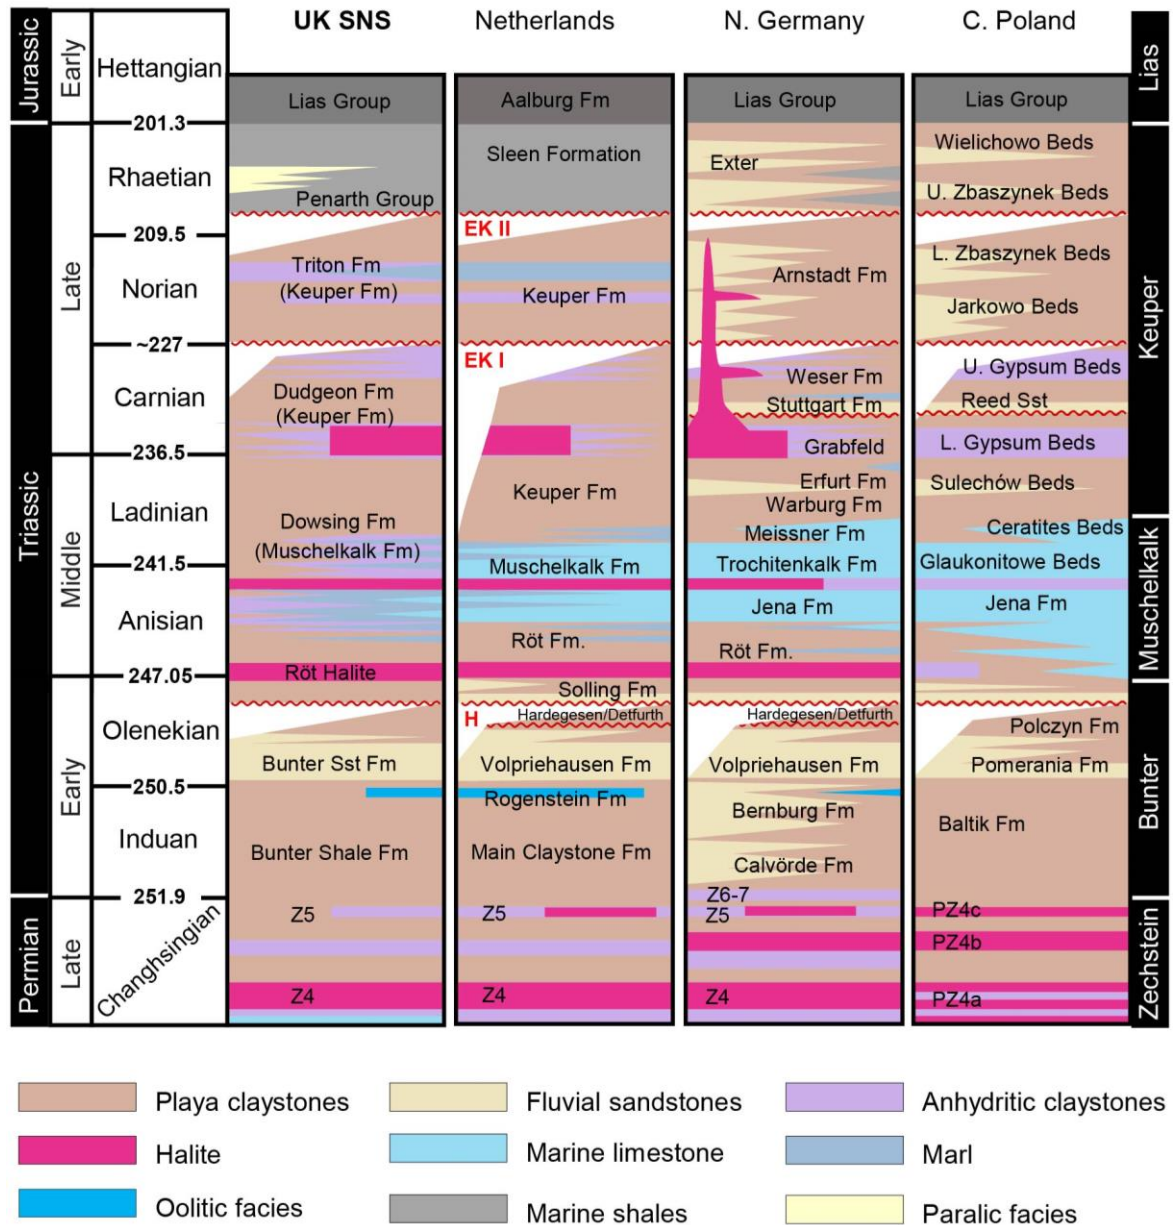 UK SNS
Netherlands
N. Germany
C. Poland
Jurassic
Early
Hettangian
201.3
Triassic
Late
Rhaetian
209.5
Norian
~227
Carnian
236.5
Middle
Ladinian
241.5
Anisian
247.05
Early
Olenekian
250.5
Induan
251.9
Permian
Late
Changhsingian
Lias Group
Penarth Group
Triton Fm
(Keuper Fm)
Dudgeon Fm
(Keuper Fm)
Dowsing Fm
(Muschelkalk Fm)
Röt Halite
Bunter Sst Fm
Bunter Shale Fm
Z5
Z4
Aalburg Fm
Sleen Formation
EK II
Keuper Fm
EK I
Keuper Fm
Muschelkalk Fm
Röt Fm.
Solling Fm
H
Hardegesen/Detfurth
Volpriehausen Fm
Rogenstein Fm
Main Claystone Fm
Z5
Z4
Lias Group
Exter
Arnstadt Fm
Weser Fm
Stuttgart Fm
Grabfeld
Erfurt Fm
Warburg Fm
Meissner Fm
Trochitenkalk Fm
Jena Fm
Röt Fm.
Hardegesen/Detfurth
Volpriehausen Fm
Bernburg Fm
Calvörde Fm
Z6-7
Z5
Z4
Lias Group
Wielichowo Beds
U. Zbaszynek Beds
L. Zbaszynek Beds
Jarkowo Beds
U. Gypsum Beds
Reed Sst
L. Gypsum Beds
Sulechów Beds
Ceratites Beds
Glaukonitowe Beds
Jena Fm
Polczyn Fm
Pomerania Fm
Baltik Fm
PZ4c
PZ4b
PZ4a
Lias
Keuper
Muschelkalk
Bunter
Zechstein
Playa claystones
Fluvial sandstones
Anhydritic claystones
Halite
Marine limestone
Marl
Oolitic facies
Marine shales
Paralic facies